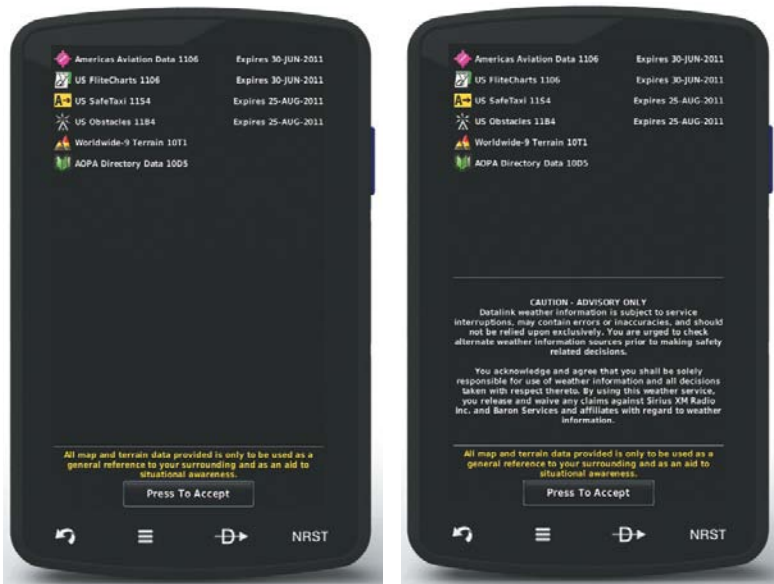 Americas Aviation Data 1106 Expires 30-JUN-2011
US FliteCharts 1106 Expires 30-JUN-2011
A→ US SafeTaxi 11S4 Expires 25-AUG-2011
US Obstacles 11B4 Expires 25-AUG-2011
Worldwide-9 Terrain 10T1
AOPA Directory Data 10D5
All map and terrain data provided is only to be used as a
general reference to your surrounding and as an aid to
situational awareness.
Press To Accept
D NRST
Americas Aviation Data 1106 Expires 30-JUN-2011
US FliteCharts 1106 Expires 30-JUN-2011
A→ US SafeTaxi 11S4 Expires 25-AUG-2011
US Obstacles 11B4 Expires 25-AUG-2011
Worldwide-9 Terrain 10T1
AOPA Directory Data 10D5
CAUTION - ADVISORY ONLY
Datalink weather information is subject to service
interruptions, may contain errors or inaccuracies, and should
not be relied upon exclusively. You are urged to check
alternate weather information sources prior to making safety
related decisions.
You acknowledge and agree that you shall be solely
responsible for use of weather information and all decisions
taken with respect thereto. By using this weather service,
you release and waive any claims against Sirius XM Radio
Inc. and Baron Services and affiliates with regard to weather
information.
All map and terrain data provided is only to be used as a
general reference to your surrounding and as an aid to
situational awareness.
Press To Accept
D NRST